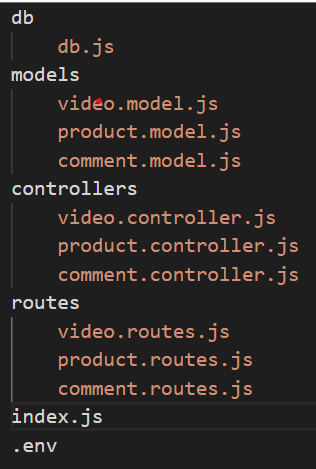 db
db.js
models
video.model.js
product.model.js
comment.model.js
controllers
video.controller.js
product.controller.js
comment.controller.js
routes
video.routes.js
product.routes.js
comment.routes.js
index.js
.env